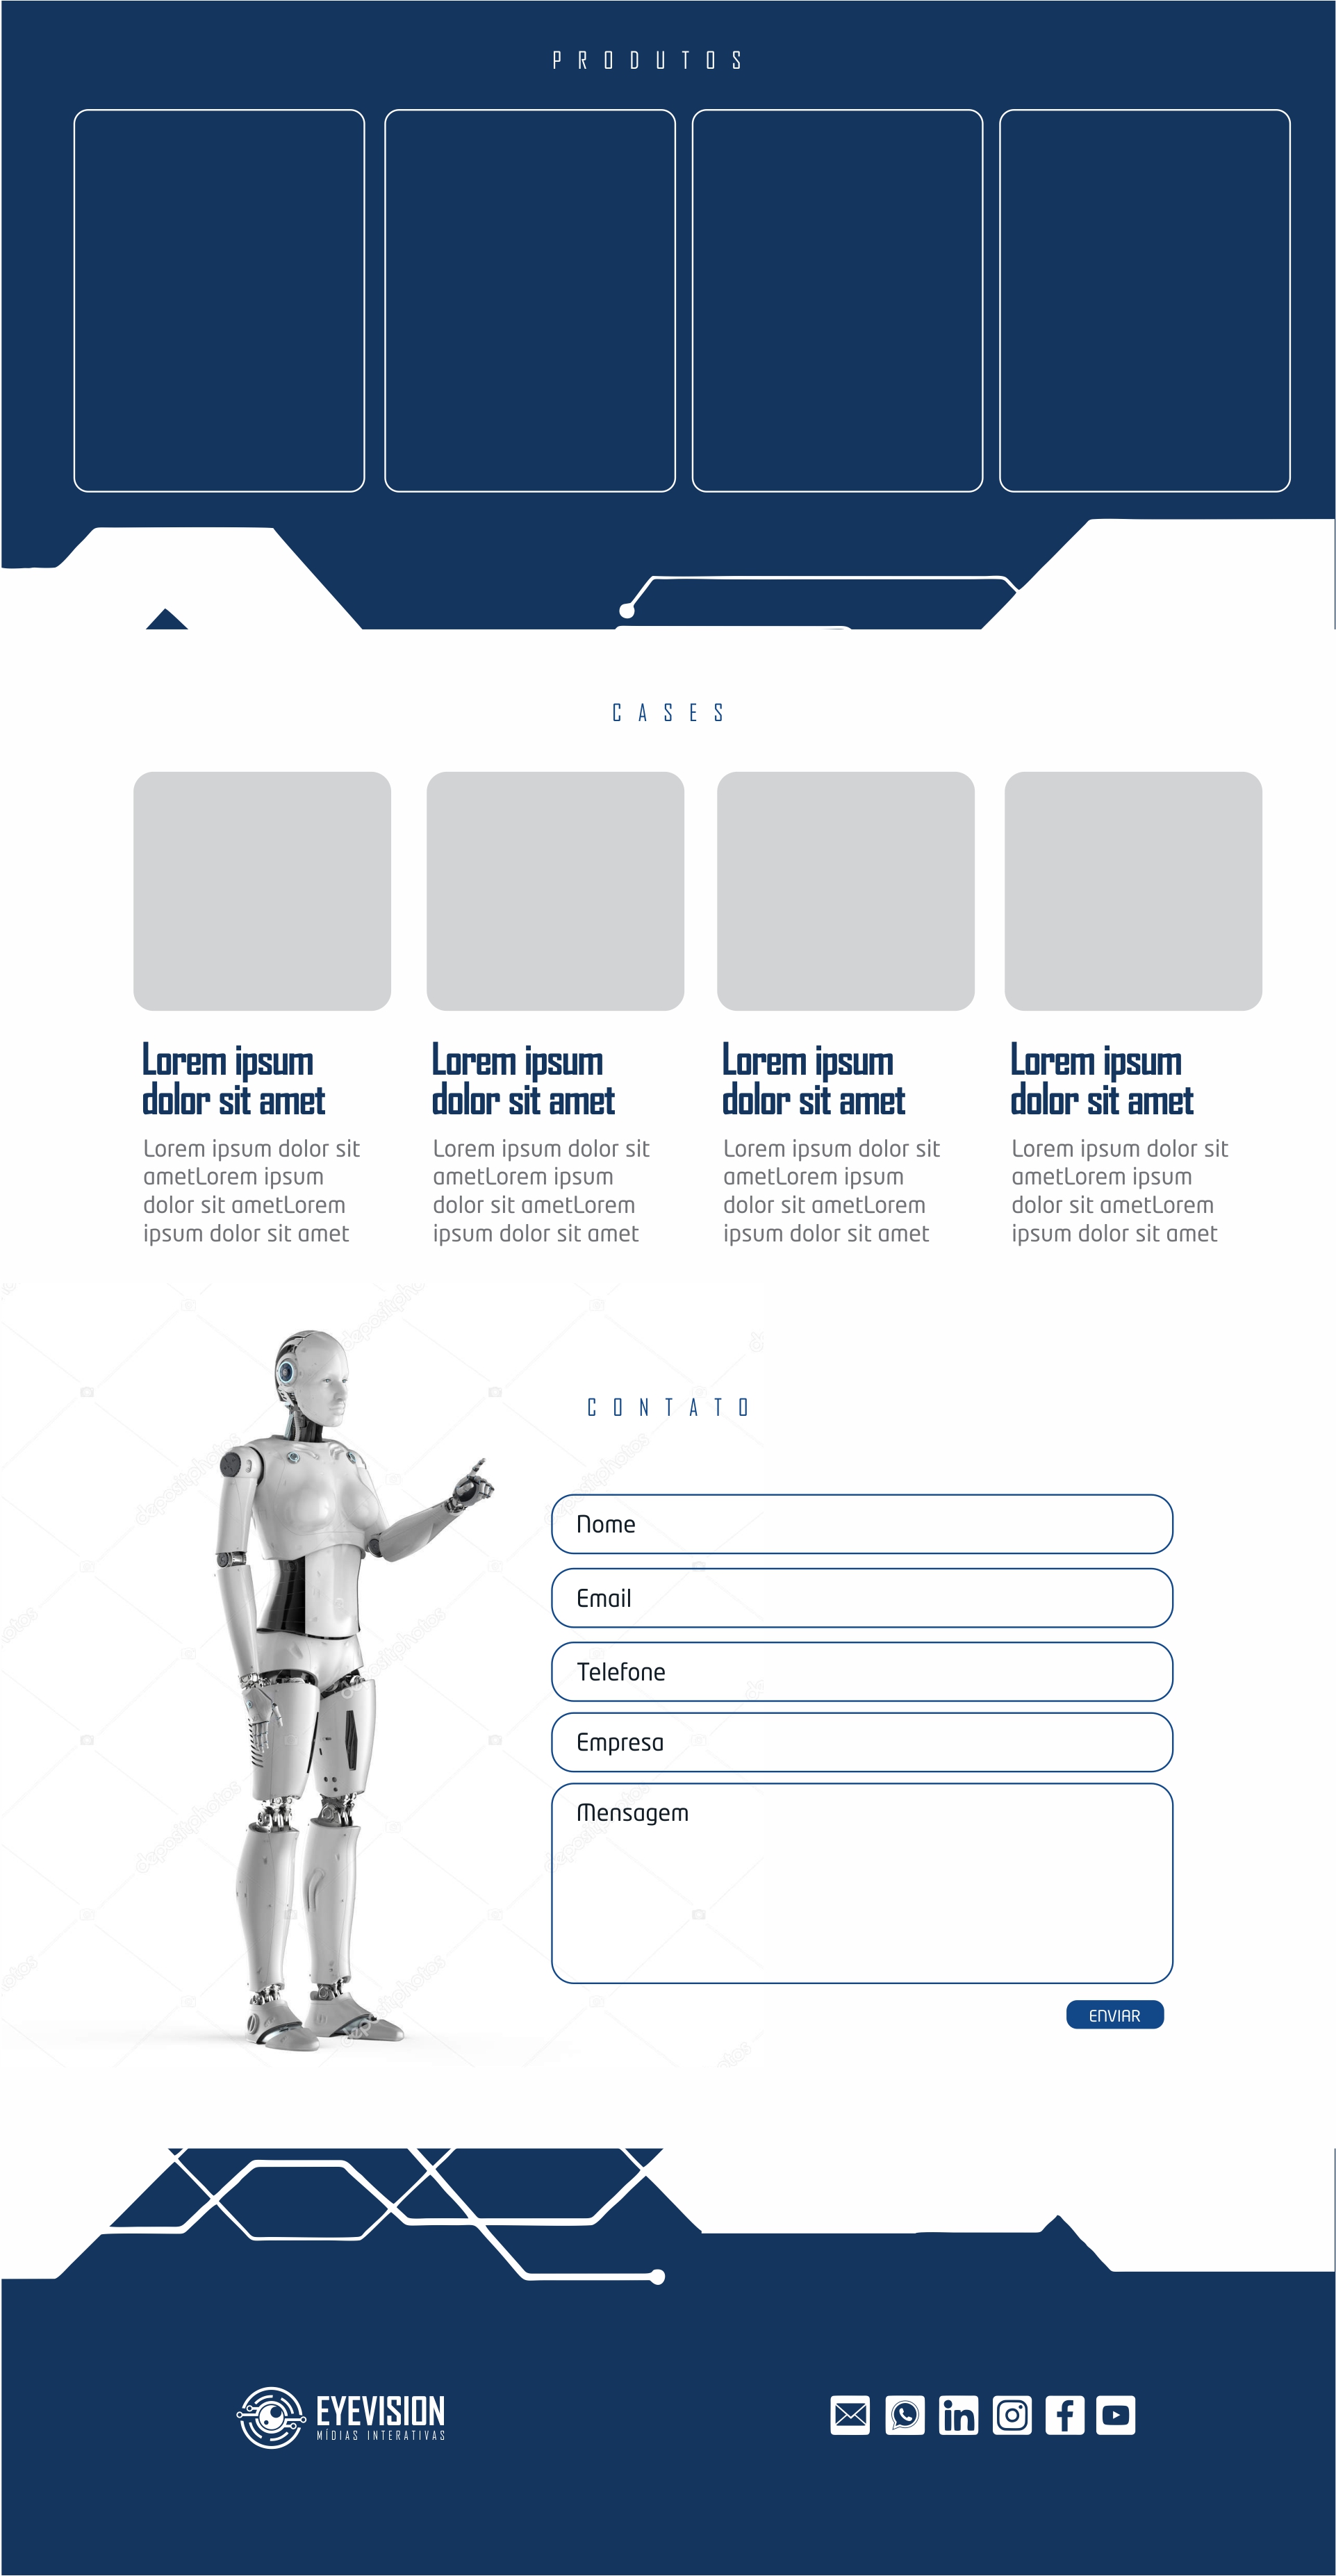 PRODUTOS
CASES
Lorem ipsum
dolor sit amet
Lorem ipsum dolor sit
ametLorem ipsum
dolor sit ametLorem
ipsum dolor sit amet
Lorem ipsum
dolor sit amet
Lorem ipsum dolor sit
ametLorem ipsum
dolor sit ametLorem
ipsum dolor sit amet
Lorem ipsum
dolor sit amet
Lorem ipsum dolor sit
ametLorem ipsum
dolor sit ametLorem
ipsum dolor sit amet
Lorem ipsum
dolor sit amet
Lorem ipsum dolor sit
ametLorem ipsum
dolor sit ametLorem
ipsum dolor sit amet
depositphotos
CONTATO
Nome
Email
Telefone
Empresa
Mensagem
ENVIAR
EYEVISION
MÍDIAS INTERATIVAS
in
f